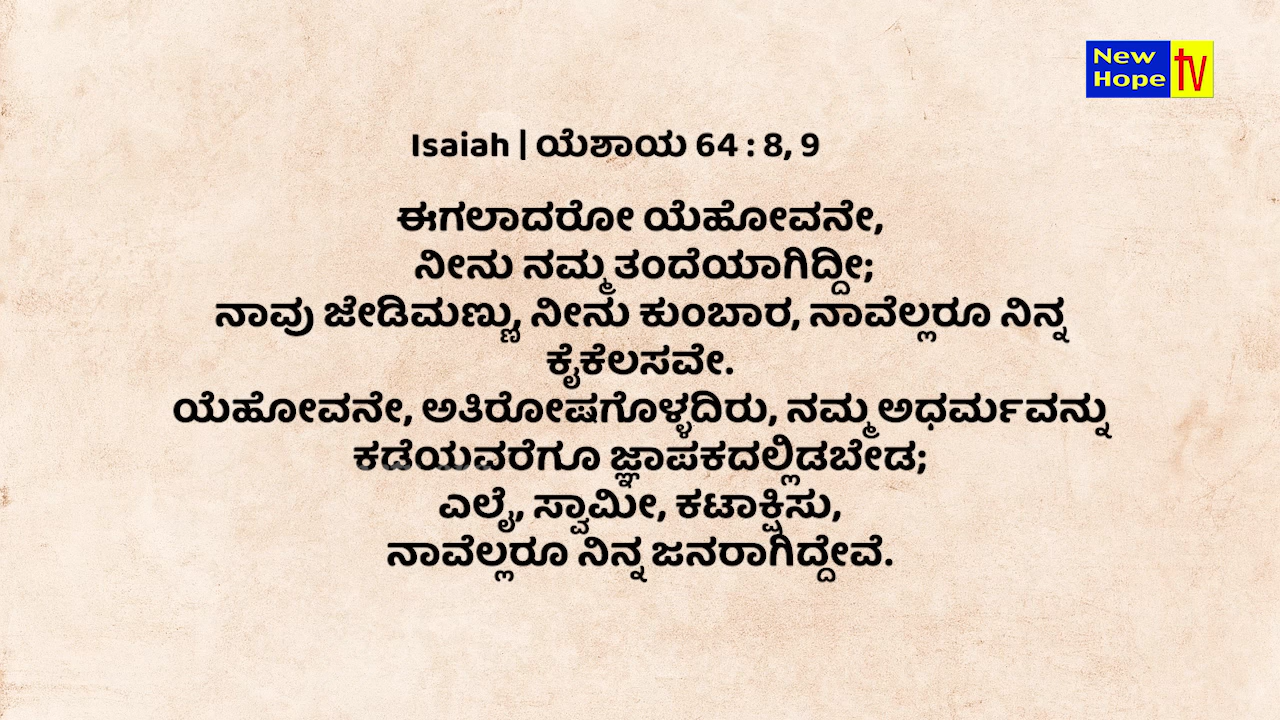 New
Hope
tv
Isaiah | ಯೆಶಾಯ 64 : 8, 9
ಈಗಲಾದರೋ ಯೆಹೋವನೇ,
ನೀನು ನಮ್ಮ ತಂದೆಯಾಗಿದ್ದೀ;
ನಾವು ಜೇಡಿಮಣ್ಣು, ನೀನು ಕುಂಬಾರ, ನಾವೆಲ್ಲರೂ ನಿನ್ನ
ಕೈಕೆಲಸವೇ.
ಯೆಹೋವನೇ, ಅತಿರೋಷಗೊಳ್ಳದಿರು, ನಮ್ಮ ಅಧರ್ಮವನ್ನು
ಕಡೆಯವರೆಗೂ ಜ್ಞಾಪಕದಲ್ಲಿಡಬೇಡ;
ಎಲೈ, ಸ್ವಾಮೀ, ಕಟಾಕ್ಷಿಸು,
ನಾವೆಲ್ಲರೂ ನಿನ್ನ ಜನರಾಗಿದ್ದೇವೆ.